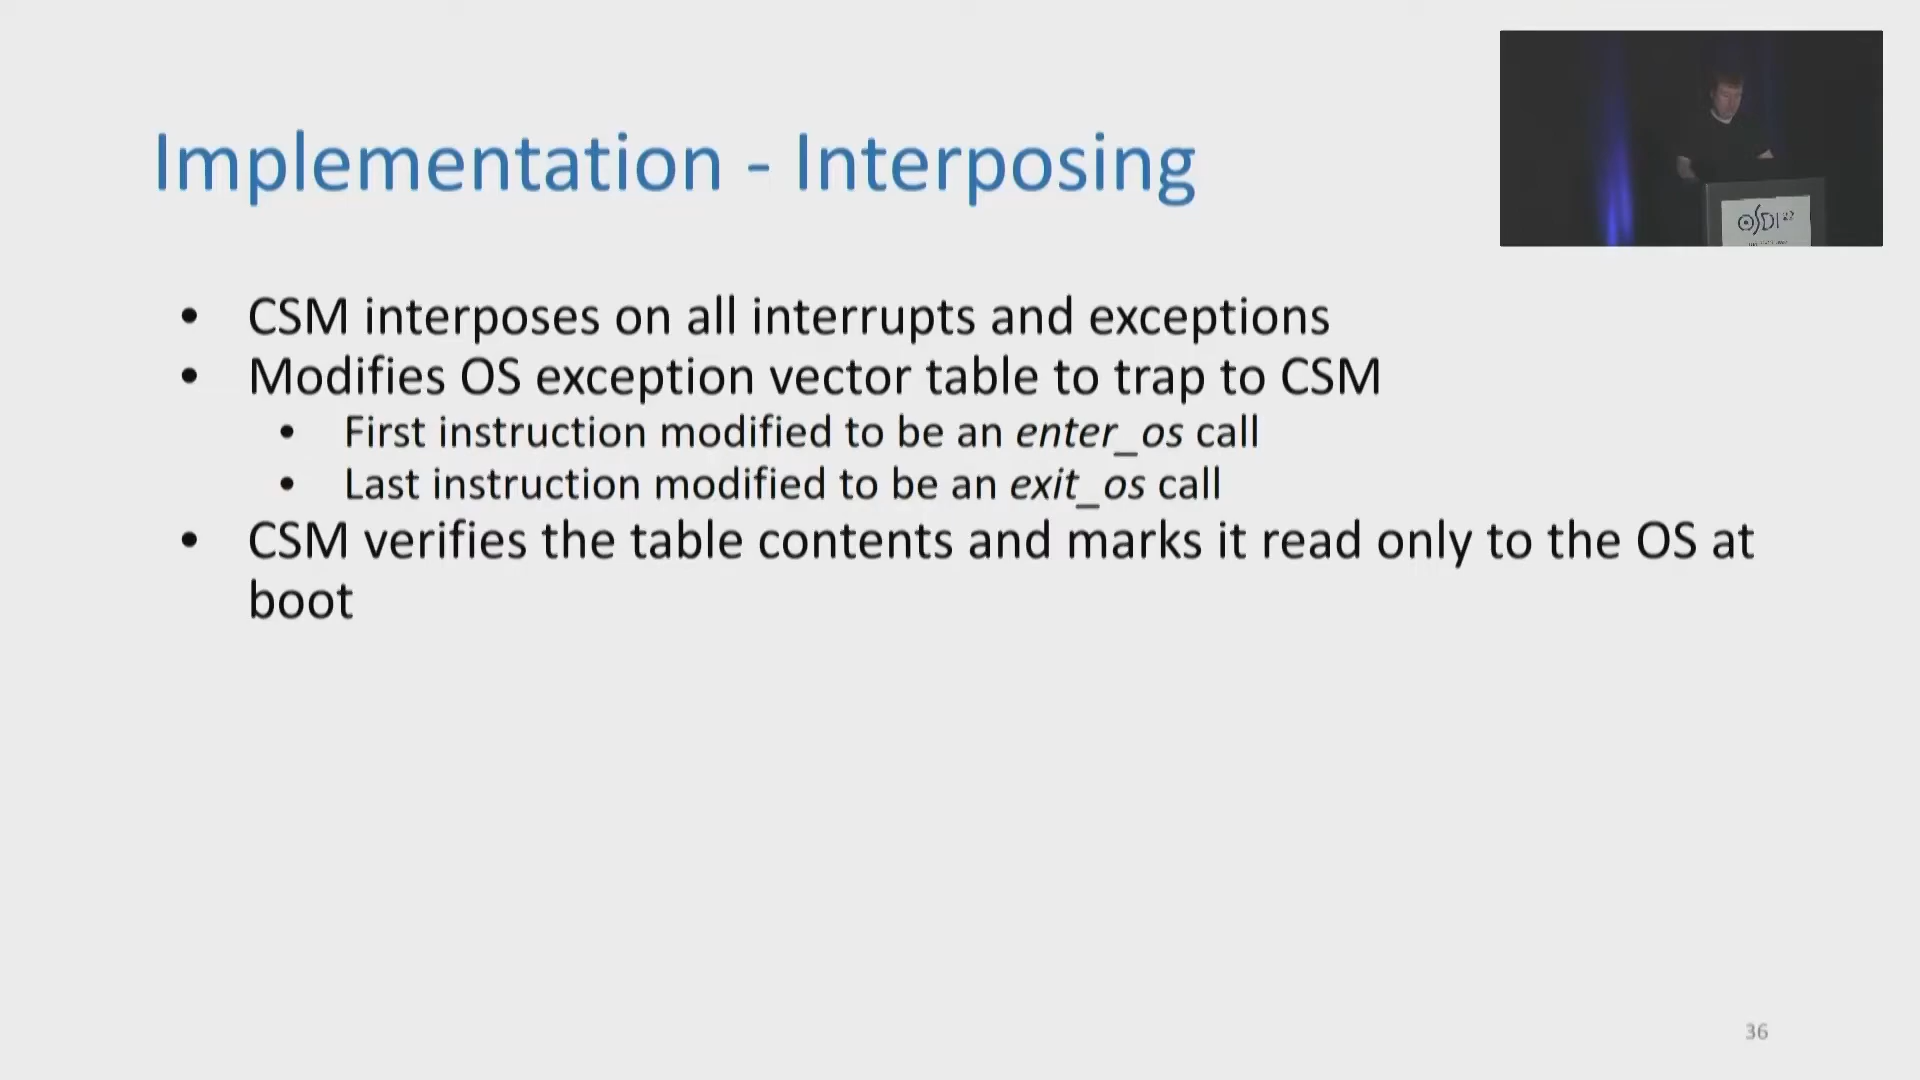 Implementation - Interposing
OSDI '22
• CSM interposes on all interrupts and exceptions
• Modifies OS exception vector table to trap to CSM
• First instruction modified to be an enter_os call
• Last instruction modified to be an exit_os call
• CSM verifies the table contents and marks it read only to the OS at
boot
36